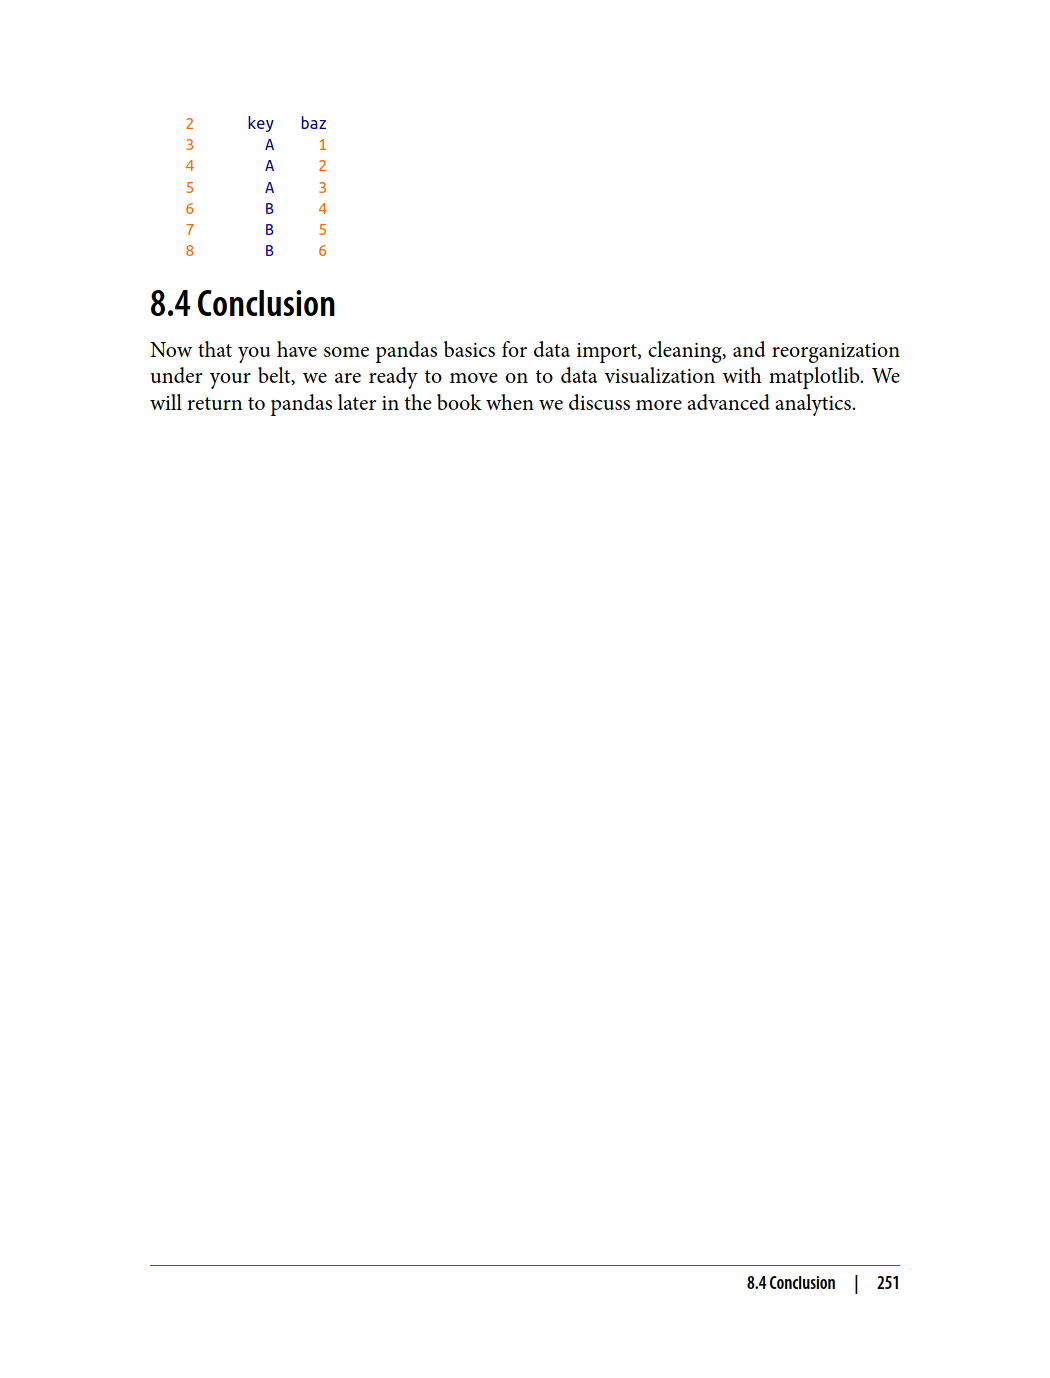 2 key baz
3 A 1
4 A 2
5 A 3
6 B 4
7 B 5
8 B 6
8.4 Conclusion
Now that you have some pandas basics for data import, cleaning, and reorganization
under your belt, we are ready to move on to data visualization with matplotlib. We
will return to pandas later in the book when we discuss more advanced analytics.
8.4 Conclusion | 251